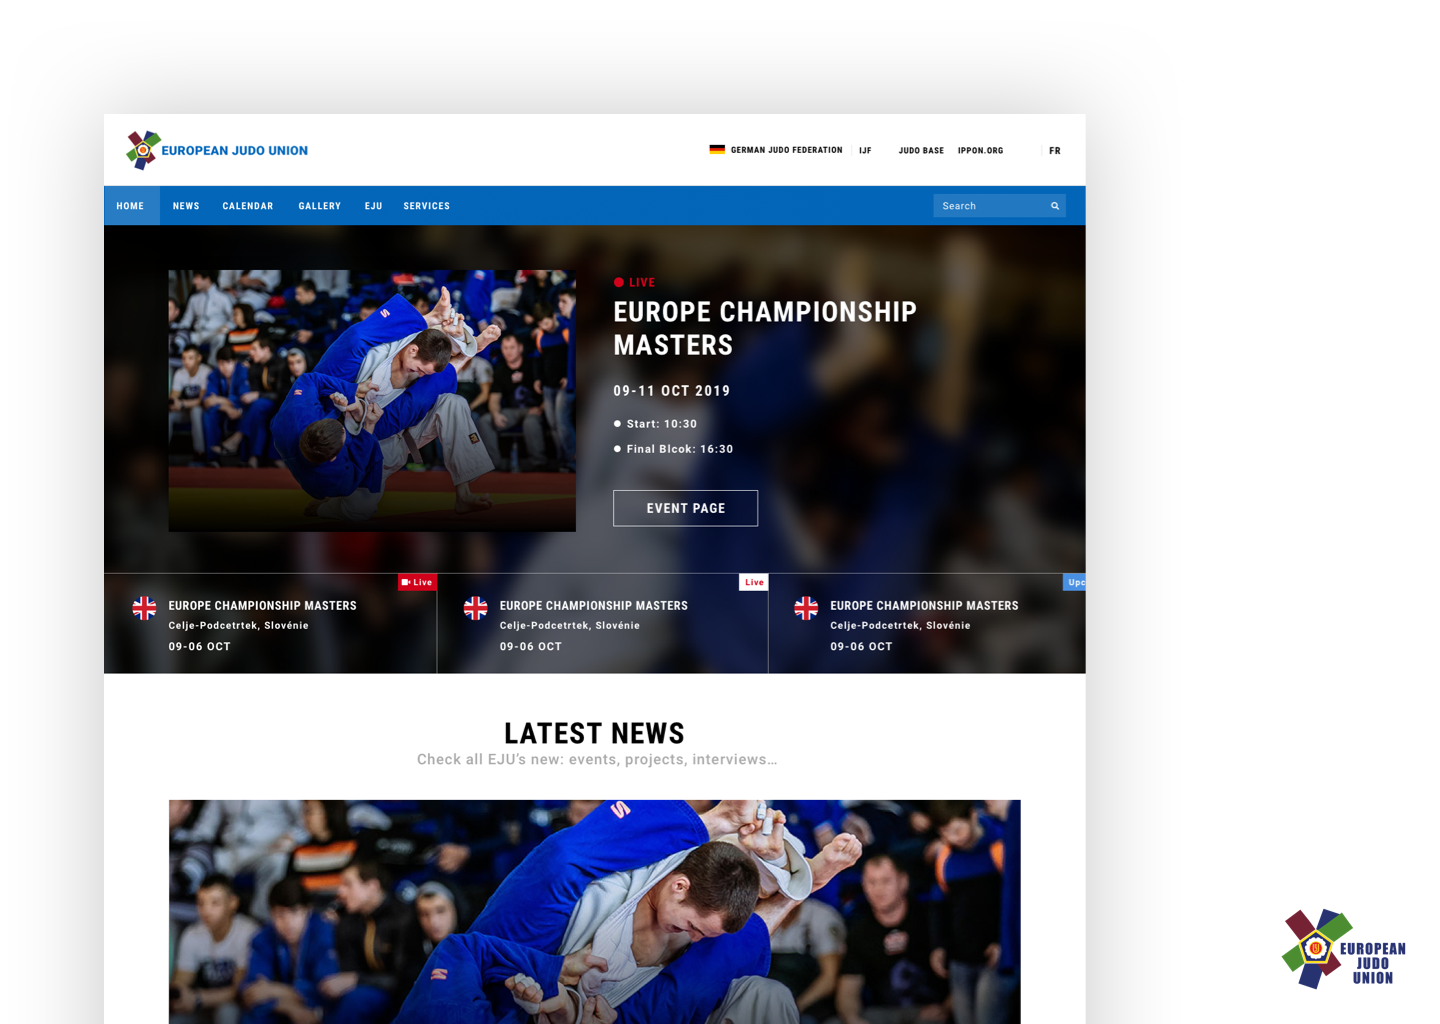 EUROPEAN JUDO UNION
GERMAN JUDO FEDERATION
IJF
JUDO BASE
IPPON.ORG
FR
HOME
NEWS
CALENDAR
GALLERY
EJU
SERVICES
Search
LIVE
EUROPE CHAMPIONSHIP
MASTERS
09-11 OCT 2019
Start: 10:30
Final Blcok: 16:30
EVENT PAGE
Live
EUROPE CHAMPIONSHIP MASTERS
Celje-Podcetrtek, Slovénie
09-06 OCT
Live
EUROPE CHAMPIONSHIP MASTERS
Celje-Podcetrtek, Slovénie
09-06 OCT
Upc
EUROPE CHAMPIONSHIP MASTERS
Celje-Podcetrtek, Slovénie
09-06 OCT
LATEST NEWS
Check all EJU’s new: events, projects, interviews...
EUROPEAN
JUDO
UNION